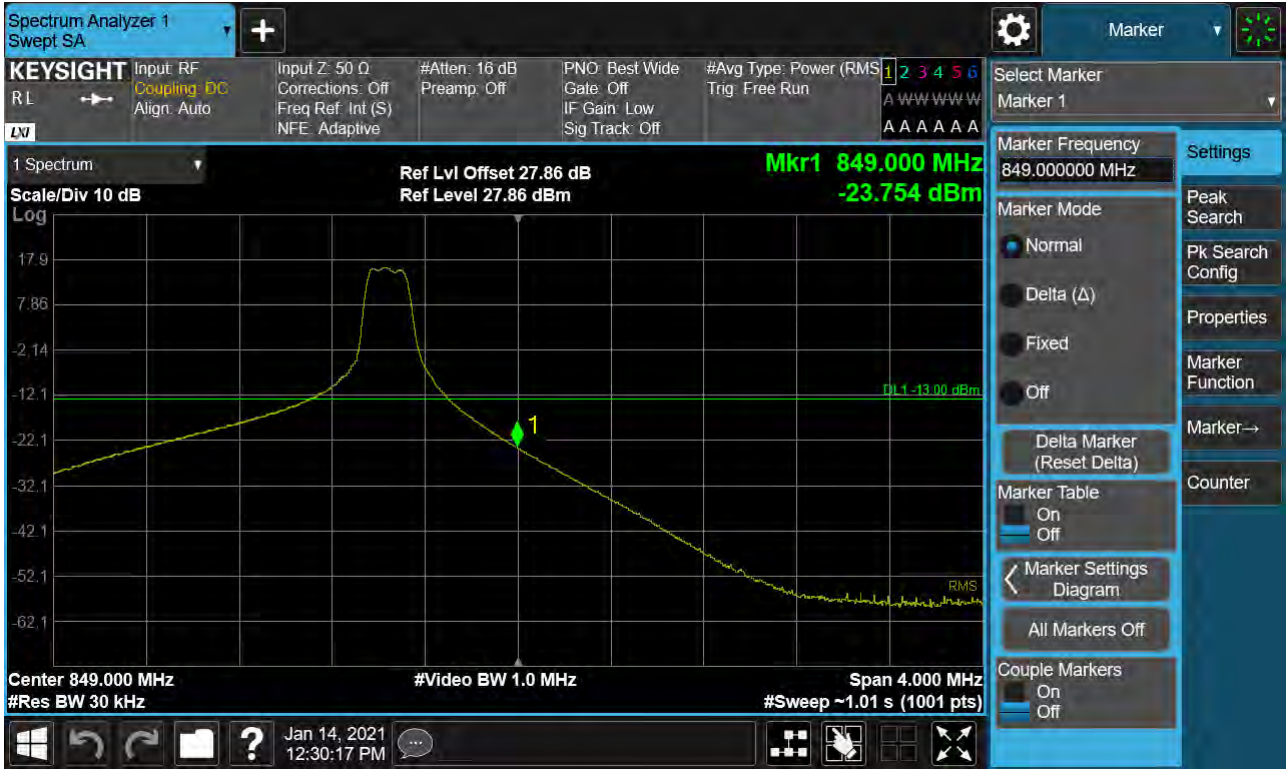 Spectrum Analyzer 1
Swept SA
+
Marker
KEYSIGHT
RL
LXI
Input: RF
Coupling: DC
Align: Auto
Input Z: 50 Ω
Corrections: Off
Freq Ref: Int (S)
NFE: Adaptive
#Atten: 16 dB
Preamp: Off
PNO: Best Wide
Gate: Off
IF Gain: Low
Sig Track: Off
#Avg Type: Power (RMS
Trig: Free Run
1 2 3 4 5 6
A W W W W W
A A A A A A
Select Marker
Marker 1
1 Spectrum
Scale/Div 10 dB
Log
Ref Lvl Offset 27.86 dB
Ref Level 27.86 dBm
Mkr1 849.000 MHz
-23.754 dBm
17.9
7.86
-2.14
-12.1
-22.1
-32.1
-42.1
-52.1
-62.1
DL1 -13.00 dBm
1
RMS
Center 849.000 MHz
#Res BW 30 kHz
#Video BW 1.0 MHz
Span 4.000 MHz
#Sweep ~1.01 s (1001 pts)
Marker Frequency
849.000000 MHz
Marker Mode
Normal
Delta (Δ)
Fixed
Off
Delta Marker
(Reset Delta)
Marker Table
On
Off
Marker Settings
Diagram
All Markers Off
Couple Markers
On
Off
Settings
Peak
Search
Pk Search
Config
Properties
Marker
Function
Marker→
Counter
?
Jan 14, 2021
12:30:17 PM